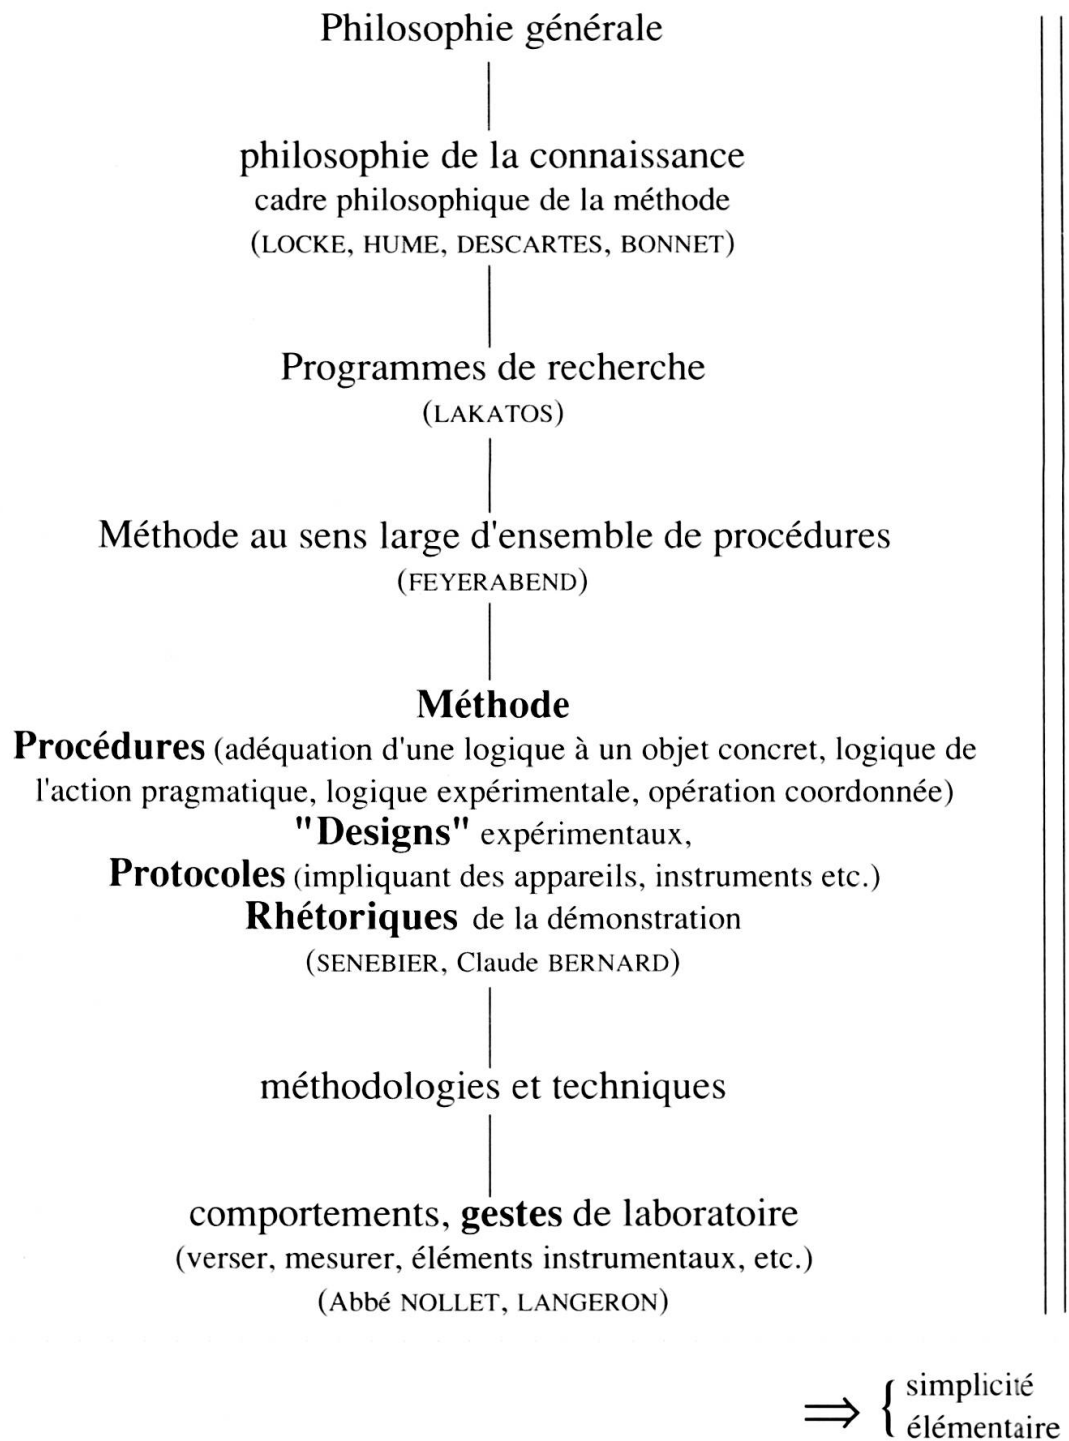 Philosophie générale
philosophie de la connaissance
cadre philosophique de la méthode
(LOCKE, HUME, DESCARTES, BONNET)
Programmes de recherche
(LAKATOS)
Méthode au sens large d'ensemble de procédures
(FEYERABEND)
Méthode
Procédures (adéquation d'une logique à un objet concret, logique de
l'action pragmatique, logique expérimentale, opération coordonnée)
"Designs" expérimentaux,
Protocoles (impliquant des appareils, instruments etc.)
Rhétoriques de la démonstration
(SENEBIER, Claude BERNARD)
méthodologies et techniques
comportements, gestes de laboratoire
(verser, mesurer, éléments instrumentaux, etc.)
(Abbé NOLLET, LANGERON)
⇒ { simplicité
élémentaire